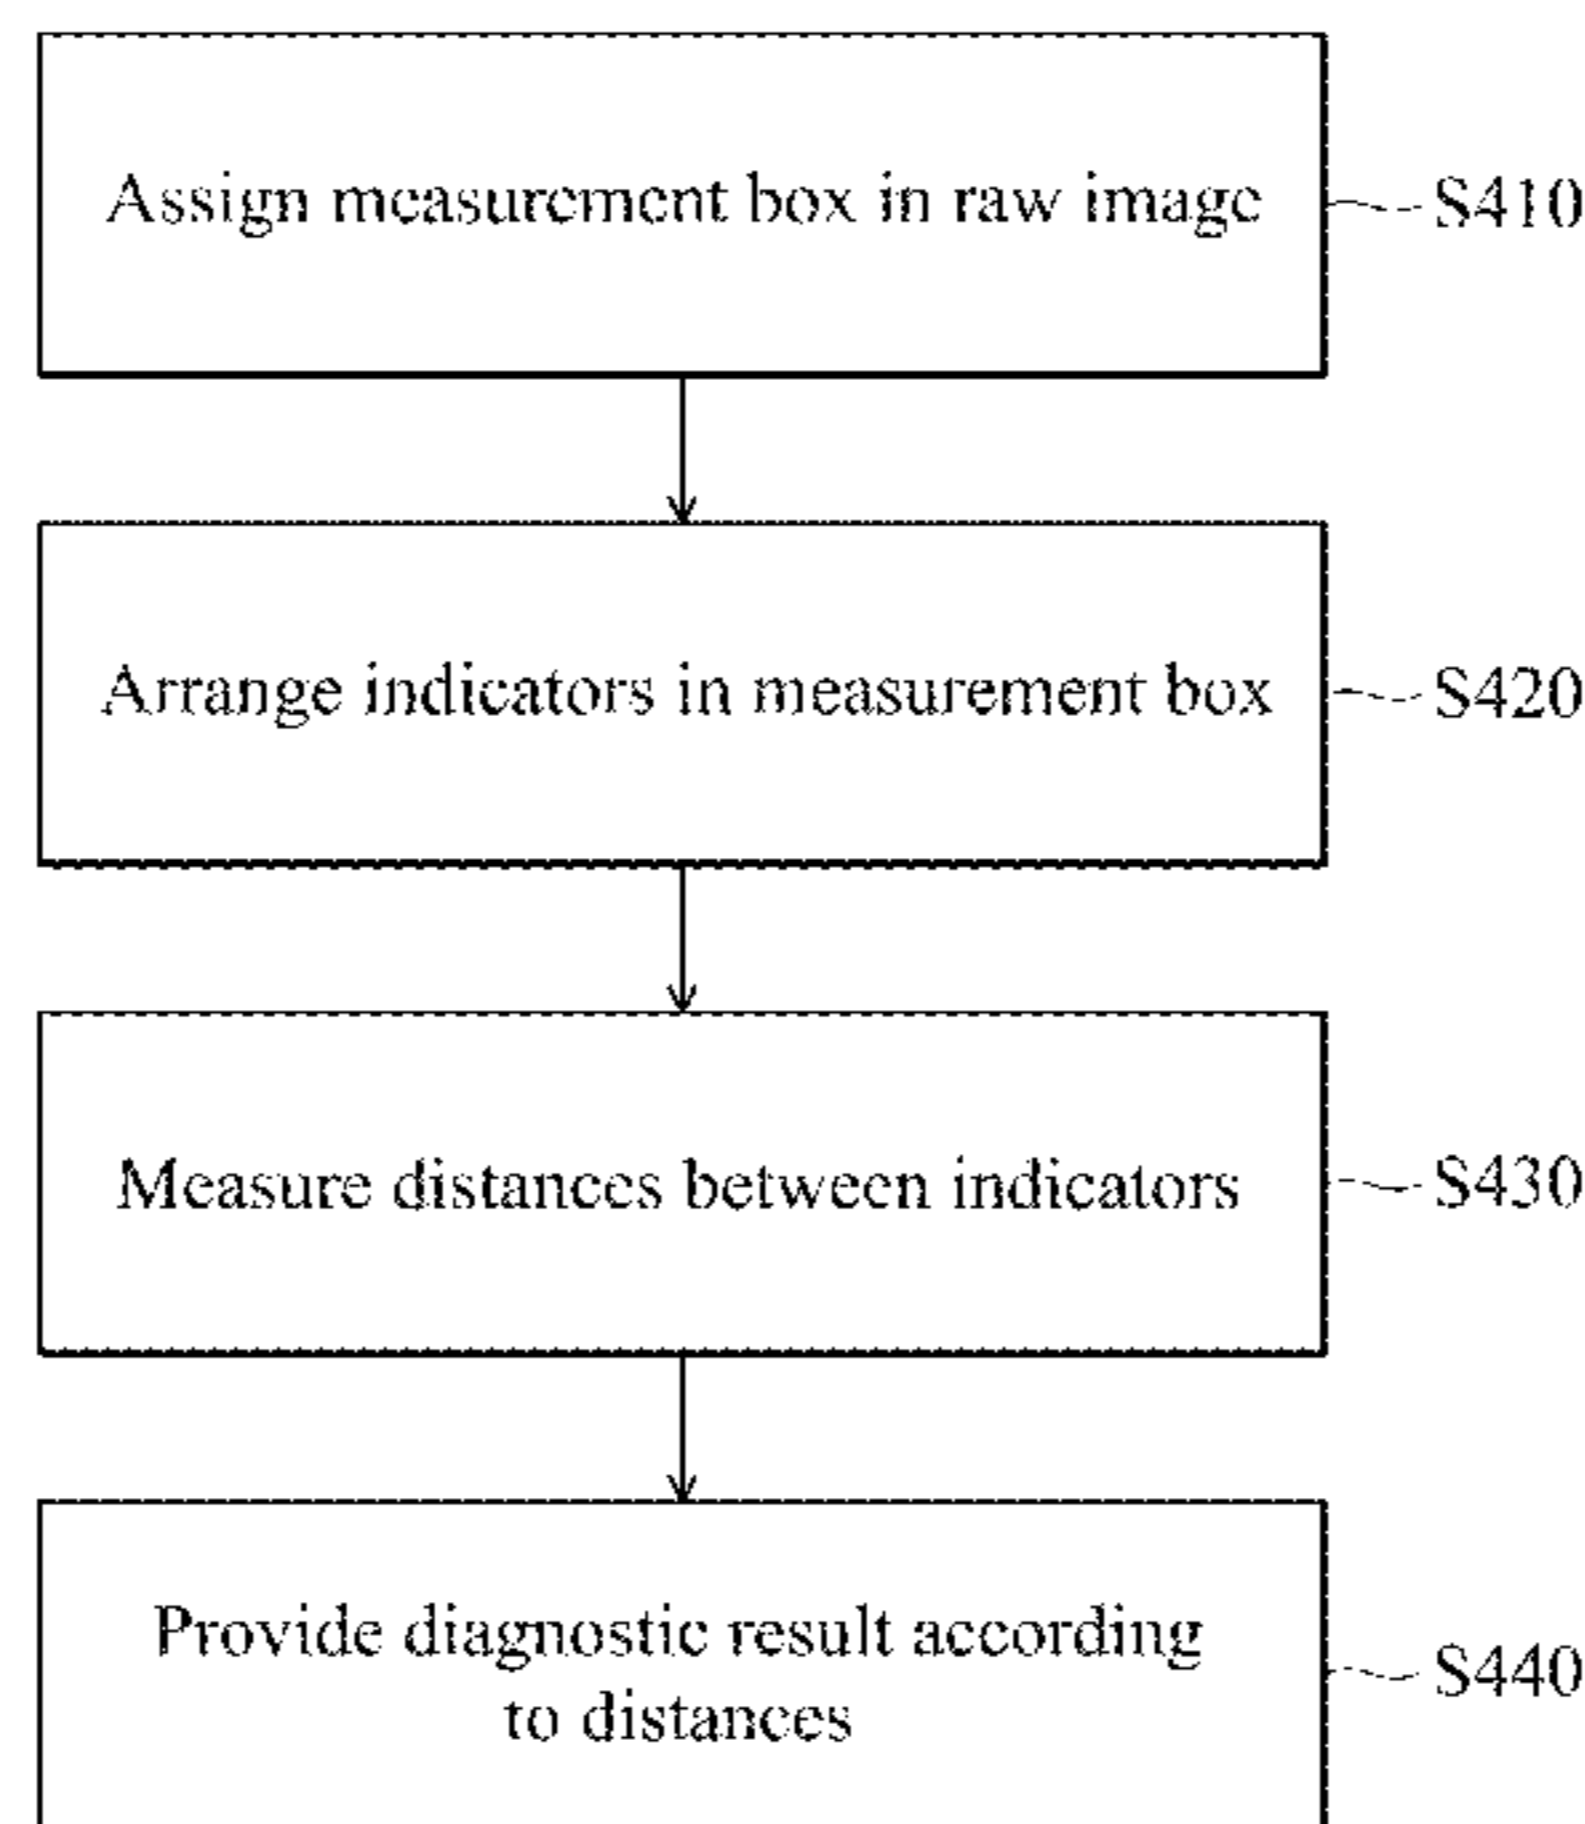 Assign measurement box in raw image
S410
Arrange indicators in measurement box
S420
Measure distances between indicators
S430
Provide diagnostic result according
to distances
S440